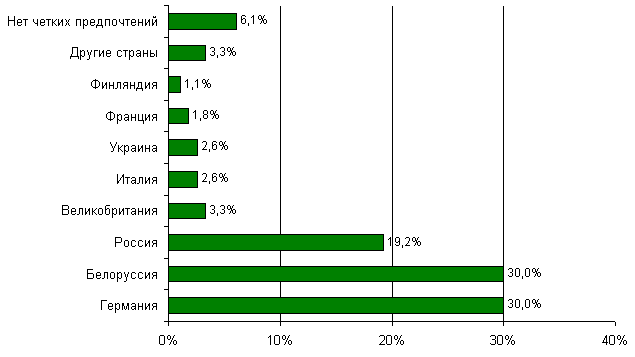 Нет четких предпочтений 6,1%
Другие страны 3,3%
Финляндия 1,1%
Франция 1,8%
Украина 2,6%
Италия 2,6%
Великобритания 3,3%
Россия 19,2%
Белоруссия 30,0%
Германия 30,0%
0% 10% 20% 30% 40%